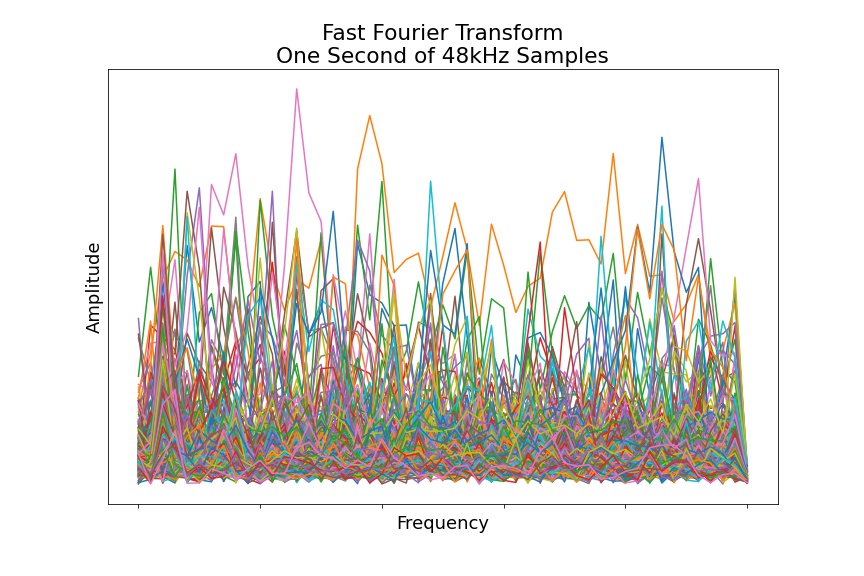 Fast Fourier Transform
One Second of 48kHz Samples
Amplitude
Frequency